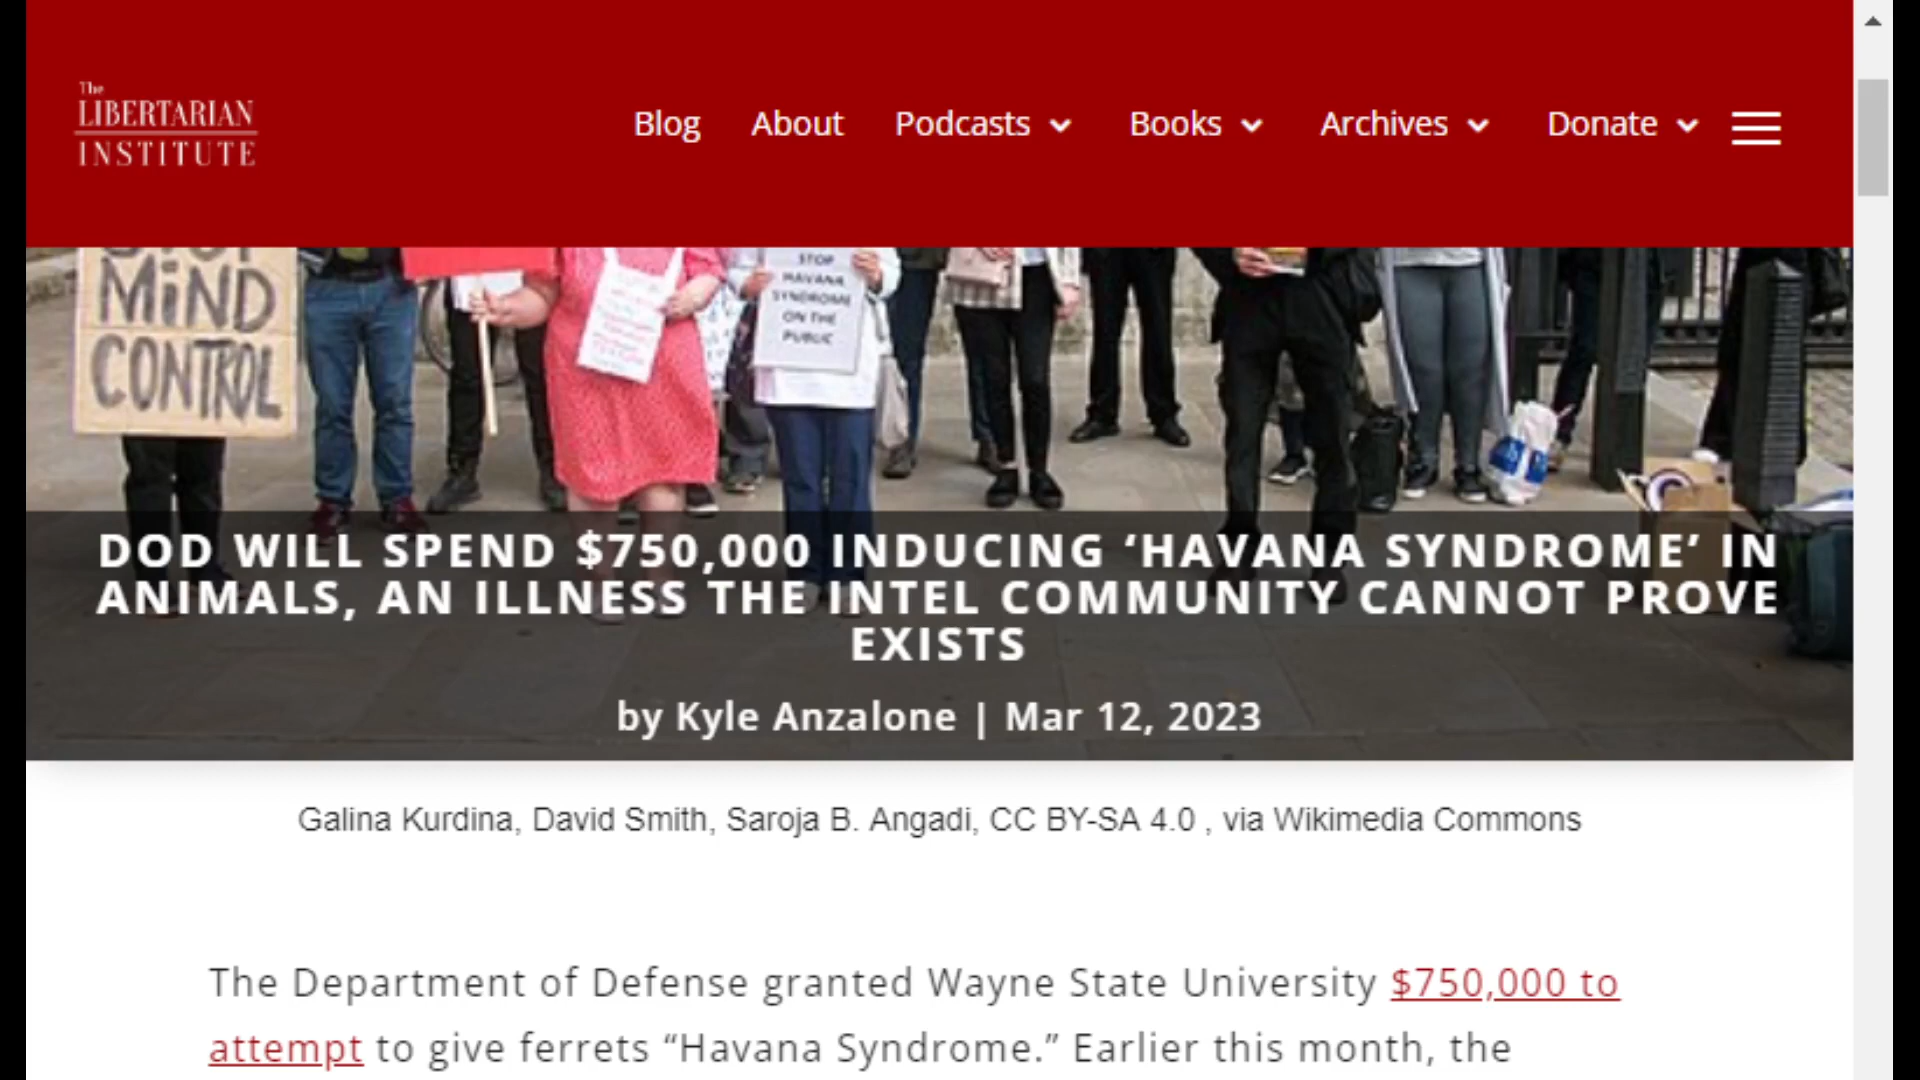 The
LIBERTARIAN
INSTITUTE
Blog About Podcasts Books Archives Donate
MiND
CONTROL
STOP
HAVANA
SYNDROME
ON THE
PUBLIC
DOD WILL SPEND $750,000 INDUCING ‘HAVANA SYNDROME’ IN
ANIMALS, AN ILLNESS THE INTEL COMMUNITY CANNOT PROVE
EXISTS
by Kyle Anzalone | Mar 12, 2023
Galina Kurdina, David Smith, Saroja B. Angadi, CC BY-SA 4.0 , via Wikimedia Commons
The Department of Defense granted Wayne State University $750,000 to
attempt to give ferrets “Havana Syndrome.” Earlier this month, the